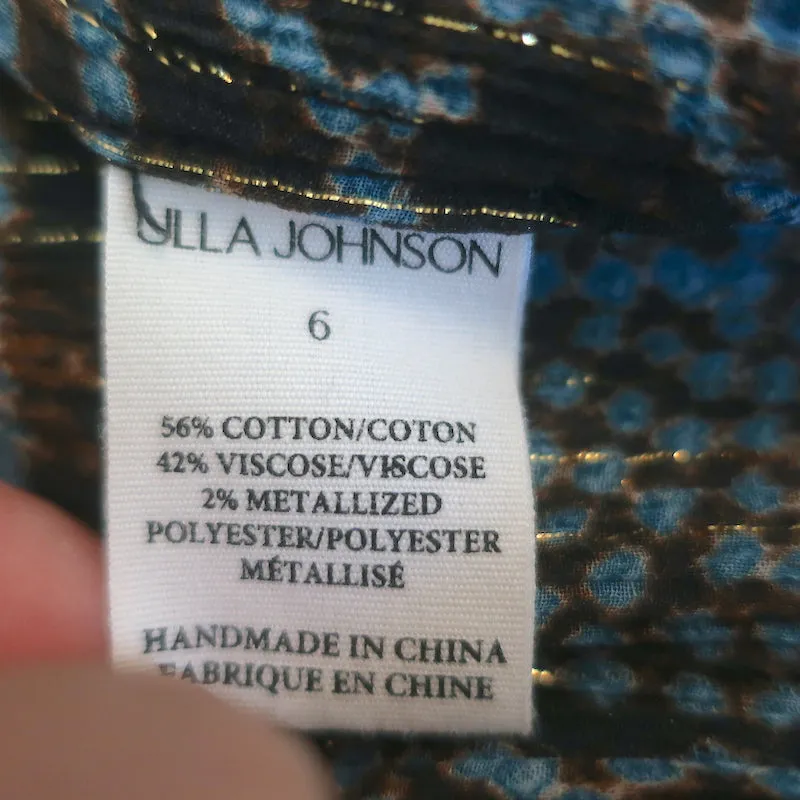 ULLA JOHNSON
6
56% COTTON/COTON
42% VISCOSE/VISCOSE
2% METALLIZED
POLYESTER/POLYESTER
MÉTALLISÉ
HANDMADE IN CHINA
FABRIQUE EN CHINE